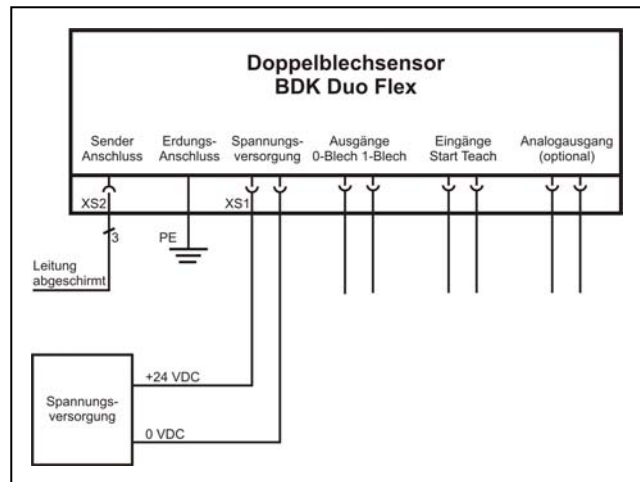 Doppelblechsensor
BDK Duo Flex
Sender
Anschluss
Erdungs-
Anschluss
Spannungs-
versorgung
Ausgänge
0-Blech 1-Blech
Eingänge
Start Teach
Analogausgang
(optional)
XS2
XS1
3
PE
Leitung
abgeschirmt
+24 VDC
Spannungs-
versorgung
0 VDC